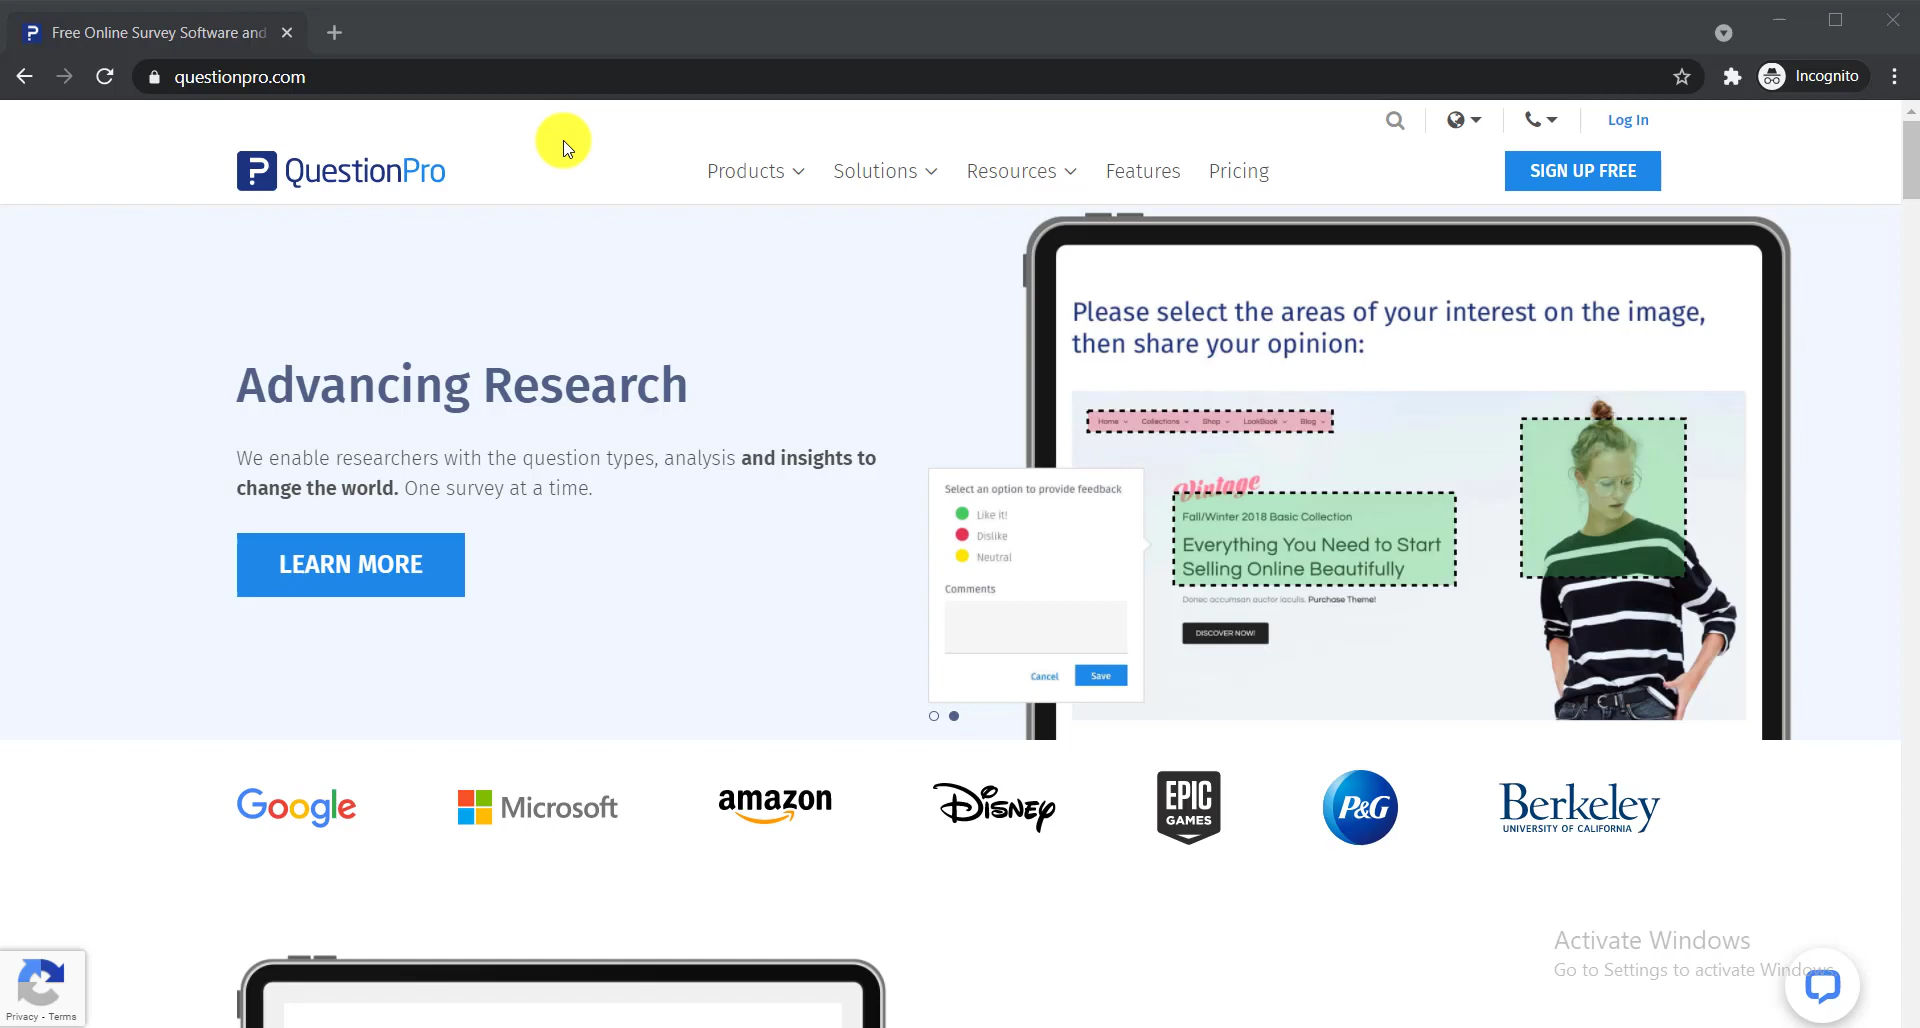 Free Online Survey Software and
questionpro.com
Incognito
Log In
QuestionPro
Products
Solutions
Resources
Features
Pricing
SIGN UP FREE
Advancing Research
We enable researchers with the question types, analysis and insights to
change the world. One survey at a time.
LEARN MORE
Please select the areas of your interest on the image,
then share your opinion:
Home
Collections
Shop
LookBook
Blog
Vintage
Fall/Winter 2018 Basic Collection
Everything You Need to Start
Selling Online Beautifully
Donec accumsan auctor iaculis. Purchase Theme!
DISCOVER NOW!
Select an option to provide feedback
Like it!
Dislike
Neutral
Comments
Cancel
Save
Google
Microsoft
amazon
Disney
EPIC
GAMES
P&G
Berkeley
UNIVERSITY OF CALIFORNIA
Activate Windows
Go to Settings to activate Windows.
Privacy - Terms